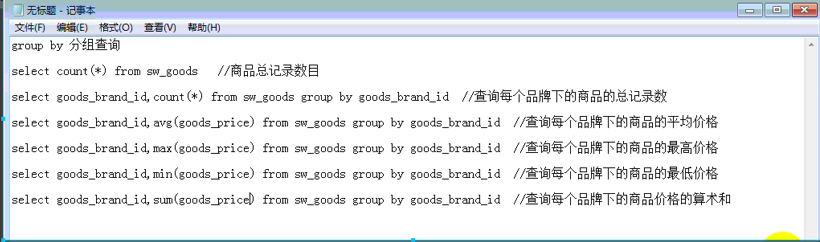 无标题 - 记事本
文件(F) 编辑(E) 格式(O) 查看(V) 帮助(H)
group by 分组查询
select count(*) from sw_goods //商品总记录数目
select goods_brand_id,count(*) from sw_goods group by goods_brand_id //查询每个品牌下的商品的总记录数
select goods_brand_id,avg(goods_price) from sw_goods group by goods_brand_id //查询每个品牌下的商品的平均价格
select goods_brand_id,max(goods_price) from sw_goods group by goods_brand_id //查询每个品牌下的商品的最高价格
select goods_brand_id,min(goods_price) from sw_goods group by goods_brand_id //查询每个品牌下的商品的最低价格
select goods_brand_id,sum(goods_price) from sw_goods group by goods_brand_id //查询每个品牌下的商品价格的算术和